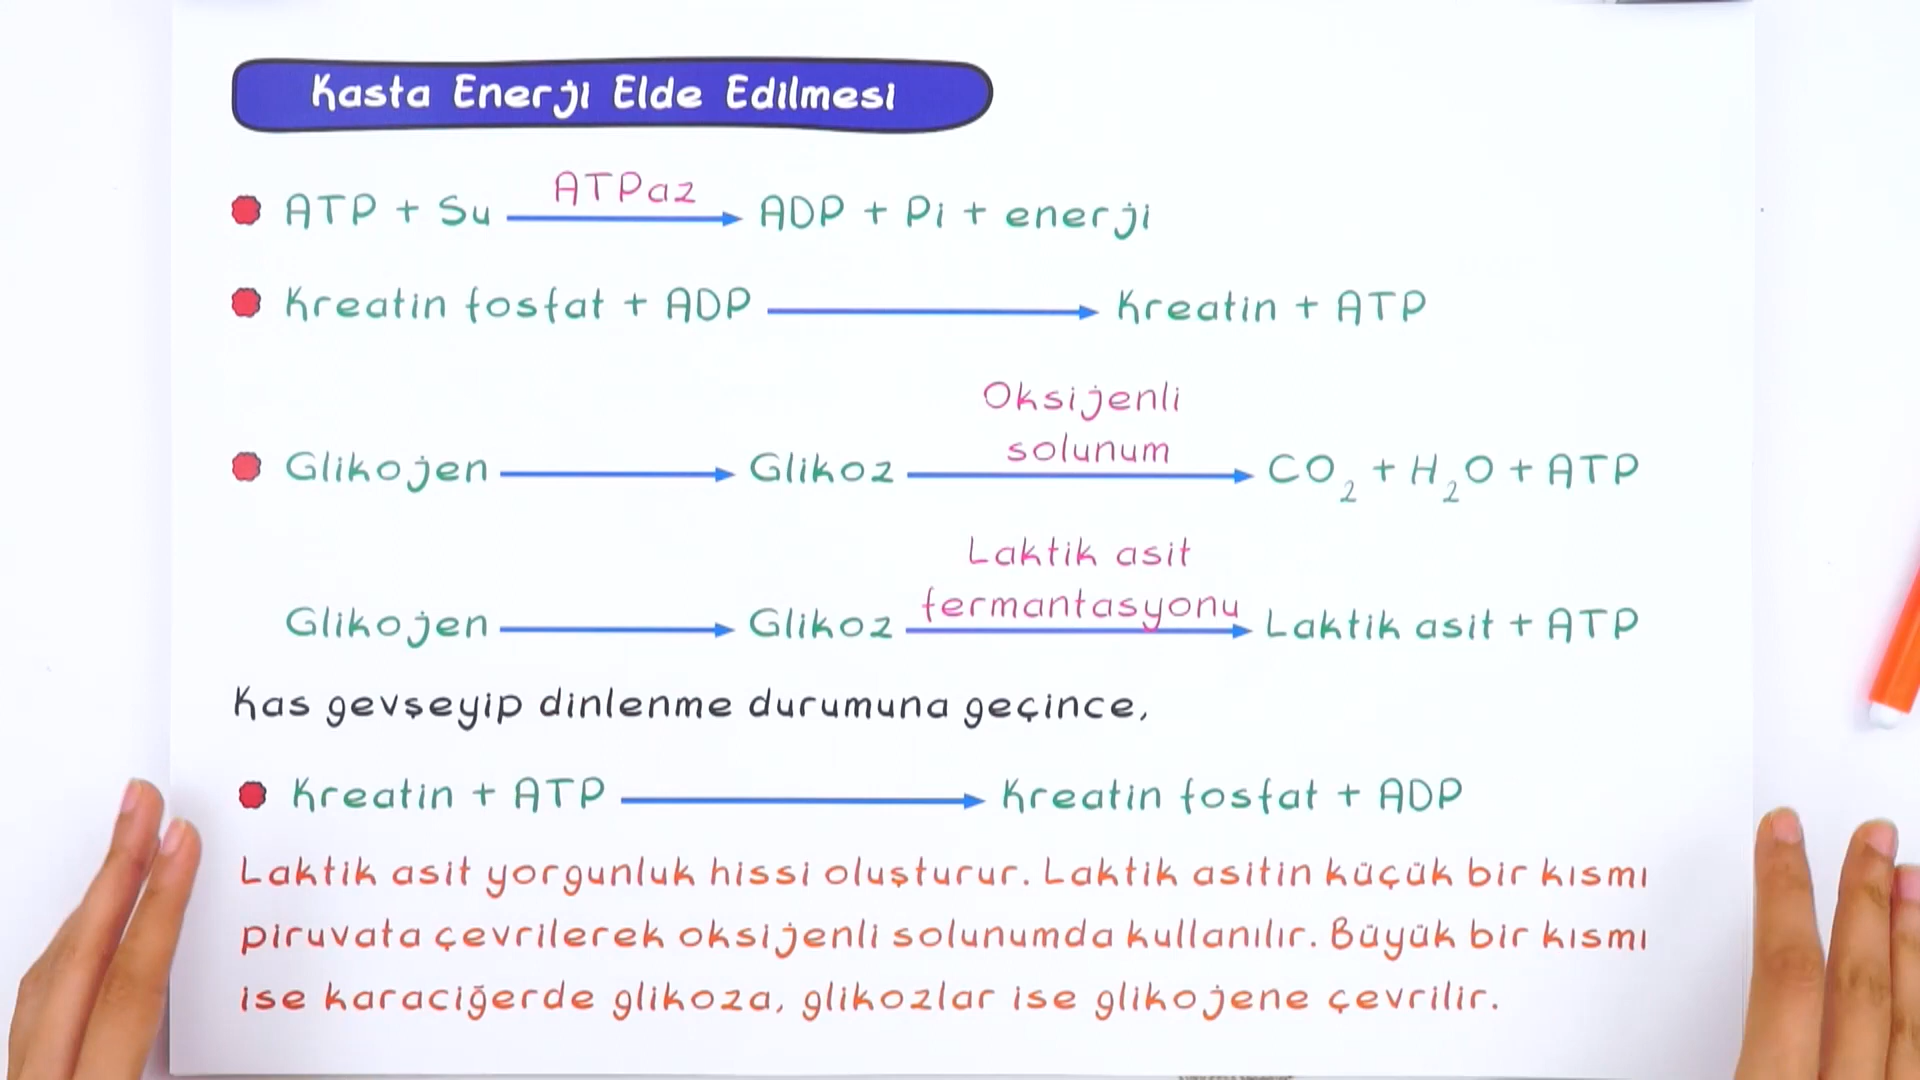 Kasta Enerji Elde Edilmesi
ATPaz
ATP + Su ADP + Pi + enerji
Kreatin fosfat + ADP Kreatin + ATP
Oksijenli
solunum
Glikojen Glikoz CO₂ + H₂O + ATP
Laktik asit
fermantasyonu
Glikojen Glikoz Laktik asit + ATP
Kas gevşeyip dinlenme durumuna geçince,
Kreatin + ATP Kreatin fosfat + ADP
Laktik asit yorgunluk hissi oluşturur. Laktik asitin küçük bir kısmı
piruvata çevrilerek oksijenli solunumda kullanılır. Büyük bir kısmı
ise karaciğerde glikoza, glikozlar ise glikojene çevrilir.